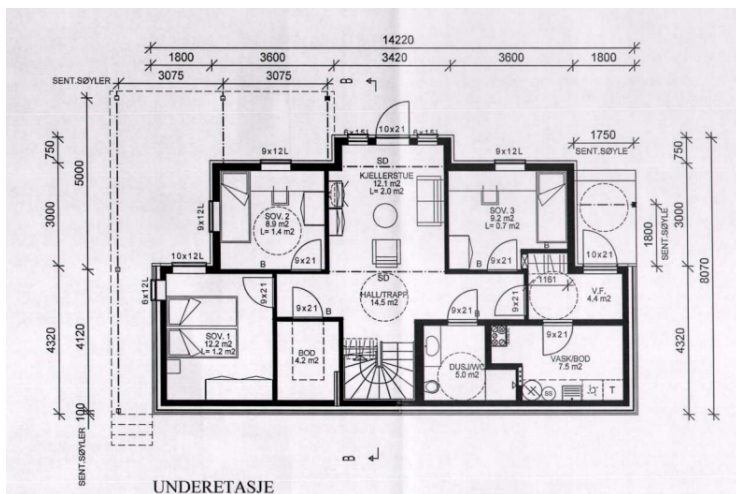 14220
1800 3600 3420 3600 1800
3075 3075
SENT.SØYLER
B
6x15L 10x21 6x15L
750
5000
3000
4320
4120
100
SENT.SØYLER
9x12L
9x12L
1750
SENT.SØYLE
750
3000
1800
SENT.SØYLE
8070
4320
SD
KJELLERSTUE
12.1 m2
L= 2.0 m2
SOV. 2
8.9 m2
L= 1.4 m2
9x12L
SOV. 3
9.2 m2
L=0.7 m2
B
9x21
B
9x21
B
10x21
10x12L
6x12L
SD
HALL/TRAPP
14.5 m2
9x21
9x21
B
9x21
9x21
1161
V.F.
4.4 m2
SOV. 1
12.2 m2
L= 1.2 m2
BOD
4.2 m2
DUSJ/WC
5.0 m2
9x21
VASK/BOD
7.5 m2
SS
T
B
UNDERETASJE